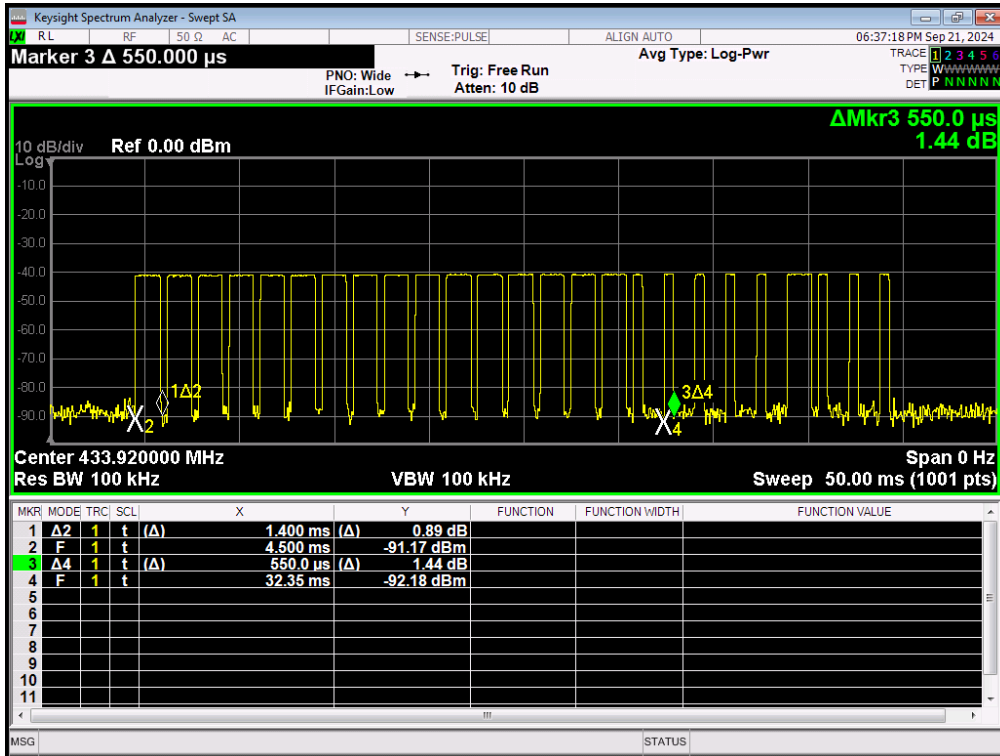 Keysight Spectrum Analyzer - Swept SA
LXI RL RF 50 Ω AC SENSE:PULSE ALIGN AUTO 06:37:18 PM Sep 21, 2024
Marker 3 Δ 550.000 µs
PNO: Wide
IFGain:Low
Trig: Free Run
Atten: 10 dB
Avg Type: Log-Pwr
TRACE 1 2 3 4 5 6
TYPE WWWWWW
DET P N N N N N
ΔMkr3 550.0 µs
1.44 dB
10 dB/div Ref 0.00 dBm
Log
-10.0
-20.0
-30.0
-40.0
-50.0
-60.0
-70.0
-80.0
-90.0
1Δ2
2
3Δ4
4
Center 433.920000 MHz Span 0 Hz
Res BW 100 kHz VBW 100 kHz Sweep 50.00 ms (1001 pts)
MKR MODE TRC SCL X Y FUNCTION FUNCTION WIDTH FUNCTION VALUE
1 Δ2 1 t (Δ) 1.400 ms (Δ) 0.89 dB
2 F 1 t 4.500 ms -91.17 dBm
3 Δ4 1 t (Δ) 550.0 µs (Δ) 1.44 dB
4 F 1 t 32.35 ms -92.18 dBm
5
6
7
8
9
10
11
MSG STATUS